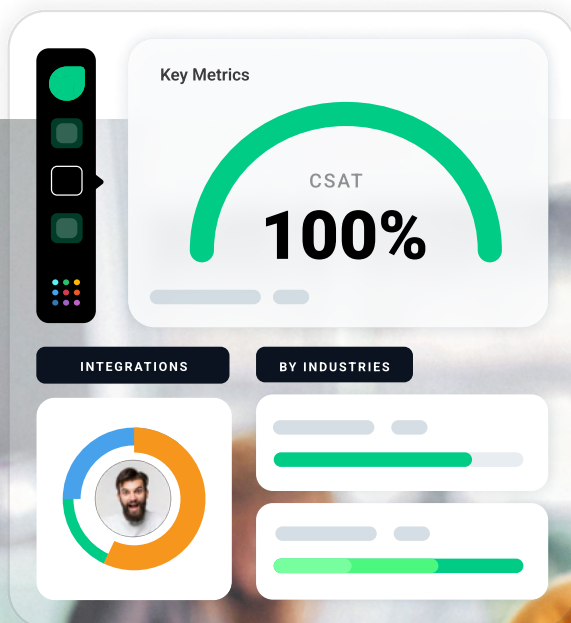 Key Metrics
CSAT
100%
INTEGRATIONS
BY INDUSTRIES